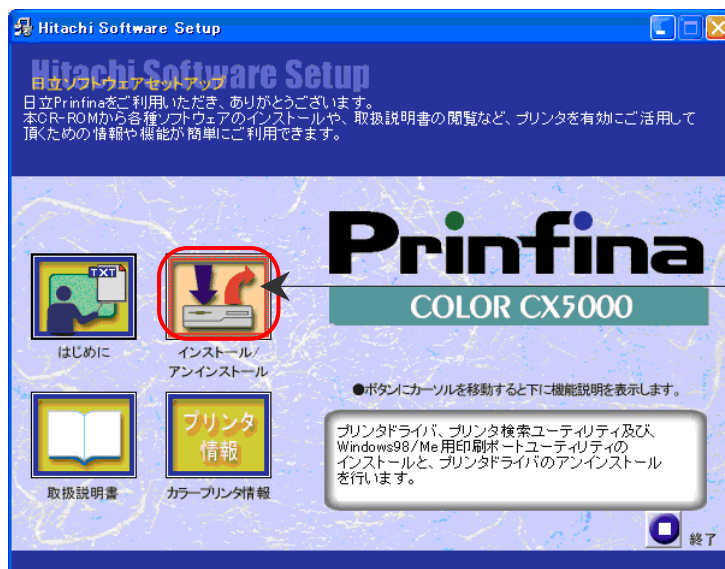 Hitachi Software Setup
Hitachi Software Setup
日立ソフトウェアセットアップ
日立Prinfinaをご利用いただき、ありがとうございます。
本CR-ROMから各種ソフトウェアのインストールや、取扱説明書の閲覧など、プリンタを有効にご活用して
頂くための情報や機能が簡単にご利用できます。
Prinfina
COLOR CX5000
TXT
はじめに
インストール/
アンインストール
●ボタンにカーソルを移動すると下に機能説明を表示します。
プリンタ
情報
取扱説明書
カラープリンタ情報
プリンタドライバ、プリンタ検索ユーティリティ及び、
Windows98/Me用印刷ポートユーティリティの
インストールと、プリンタドライバのアンインストール
を行います。
終了